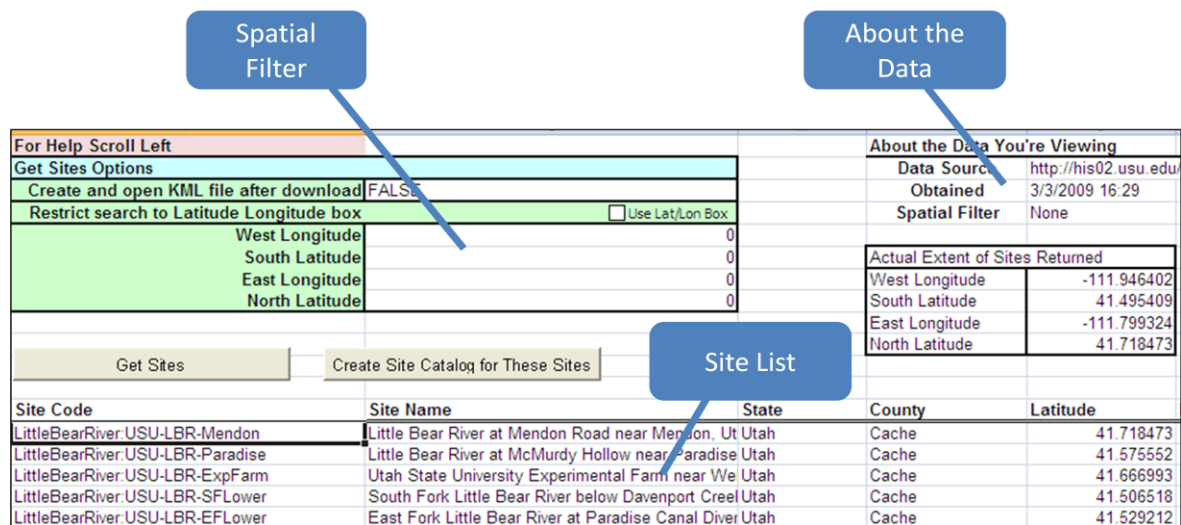 Spatial
Filter
About the
Data
For Help Scroll Left
About the Data You're Viewing
Get Sites Options
Data Source http://his02.usu.edu/
Create and open KML file after download FALSE
Obtained 3/3/2009 16:29
Restrict search to Latitude Longitude box Use Lat/Lon Box
Spatial Filter None
West Longitude 0
South Latitude 0
East Longitude 0
North Latitude 0
Actual Extent of Sites Returned
West Longitude -111.946402
South Latitude 41.495409
East Longitude -111.799324
North Latitude 41.718473
Get Sites
Create Site Catalog for These Sites
Site List
Site Code Site Name State County Latitude
LittleBearRiver:USU-LBR-Mendon Little Bear River at Mendon Road near Mendon, Ut Utah Cache 41.718473
LittleBearRiver:USU-LBR-Paradise Little Bear River at McMurdy Hollow near Paradise Utah Cache 41.575552
LittleBearRiver:USU-LBR-ExpFarm Utah State University Experimental Farm near We Utah Cache 41.666993
LittleBearRiver:USU-LBR-SFLower South Fork Little Bear River below Davenport Utah Cache 41.506518
LittleBearRiver:USU-LBR-EFLower East Fork Little Bear River at Paradise Canal Utah Cache 41.529212